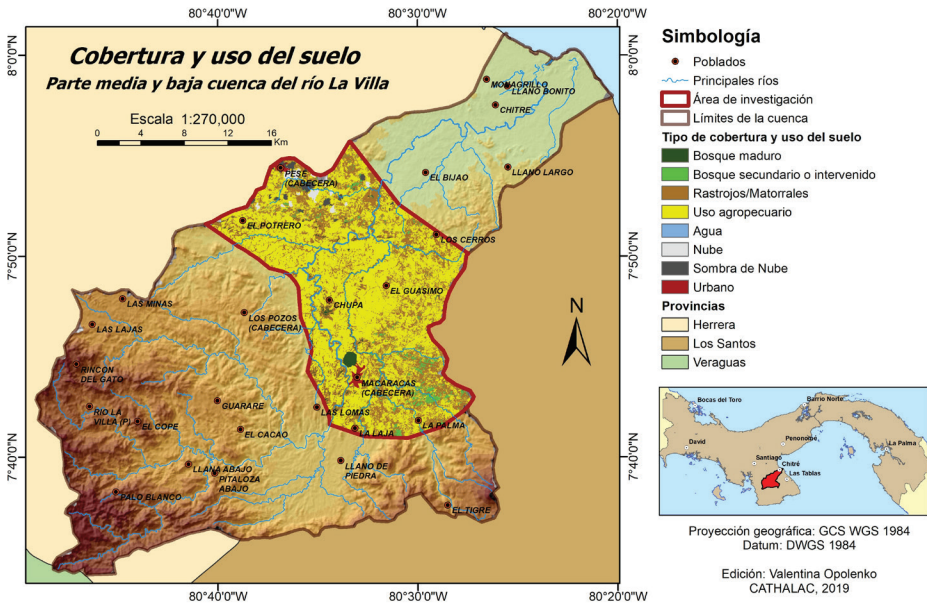 80°40'0"W
80°30'0"W
80°20'0"W
8°0'0"N
8°0'0"N
Cobertura y uso del suelo
Parte media y baja cuenca del río La Villa
Escala 1:270,000
0 4 8 12 16
Km
MONAGRILLO
LLANO BONITO
CHITRE
PESE
(CABECERA)
EL BIJAO
LLANO LARGO
EL POTRERO
LOS CERROS
7°50'0"N
7°50'0"N
EL GUASIMO
LAS MINAS
CHUPA
LOS POZOS
(CABECERA)
LAS LAJAS
N
RINCON
DEL GATO
MACARACAS
(CABECERA)
GUARARE
LAS LOMAS
RIO LA
VILLA (P)
EL COPE
LA PALMA
EL CACAO
LA LAJA
7°40'0"N
7°40'0"N
LLANA ABAJO
PITALOZA
ABAJO
LLANO DE
PIEDRA
PALO BLANCO
EL TIGRE
80°40'0"W
80°30'0"W
80°20'0"W
Simbología
Poblados
Principales ríos
Área de investigación
Límites de la cuenca
Tipo de cobertura y uso del suelo
Bosque maduro
Bosque secundario o intervenido
Rastrojos/Matorrales
Uso agropecuario
Agua
Nube
Sombra de Nube
Urbano
Provincias
Herrera
Los Santos
Veraguas
Bocas del Toro
Barrio Norte
David
Penonomé
La Palma
Santiago
Chitré
Las Tablas
Proyección geográfica: GCS WGS 1984
Datum: DWGS 1984
Edición: Valentina Opolenko
CATHALAC, 2019